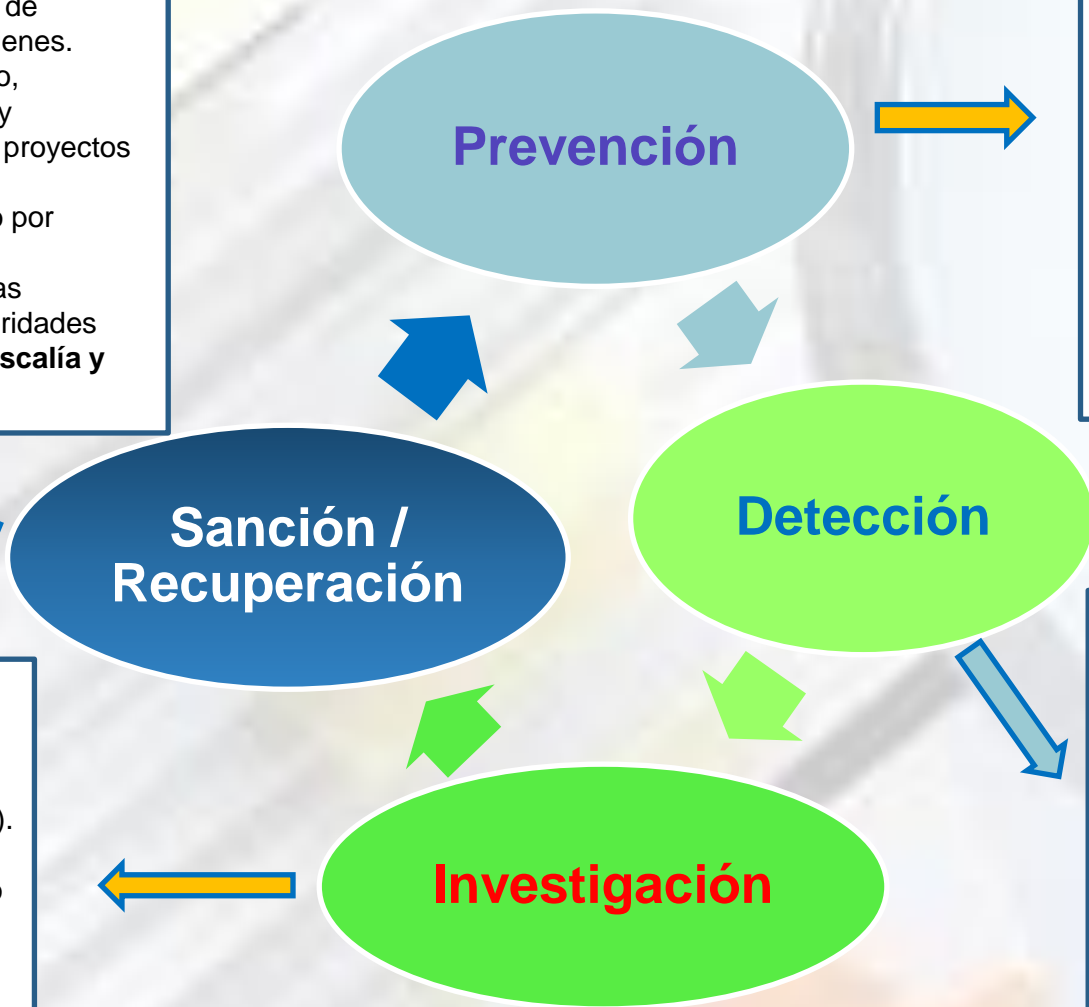 de
enes.
o,
y
proyectos
o por
as
ridades
scalía y
Prevención
Detección
Sanción /
Recuperación
).
o
Investigación